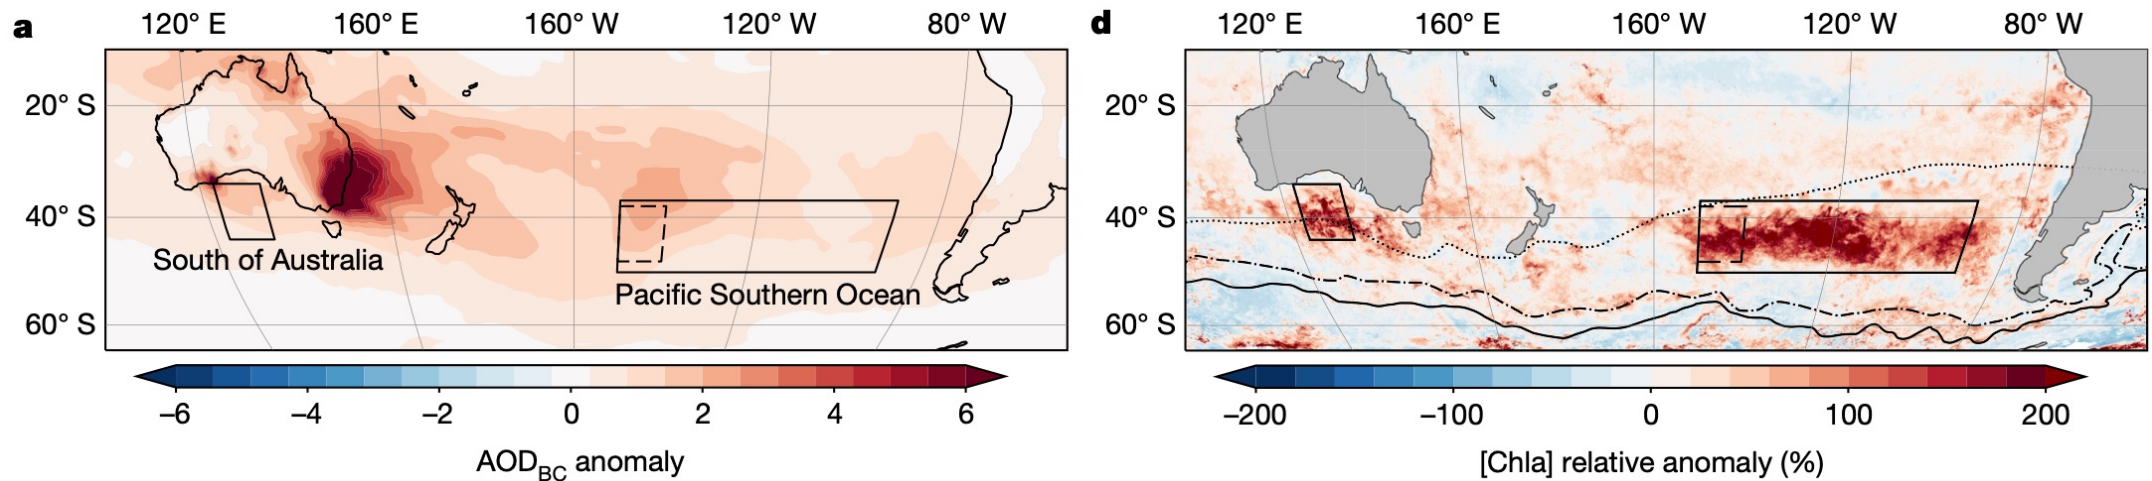 a
120° E 160° E 160° W 120° W 80° W
20° S
40° S
60° S
South of Australia
Pacific Southern Ocean
–6 –4 –2 0 2 4 6
AOD_BC anomaly
d
120° E 160° E 160° W 120° W 80° W
20° S
40° S
60° S
–200 –100 0 100 200
[Chla] relative anomaly (%)